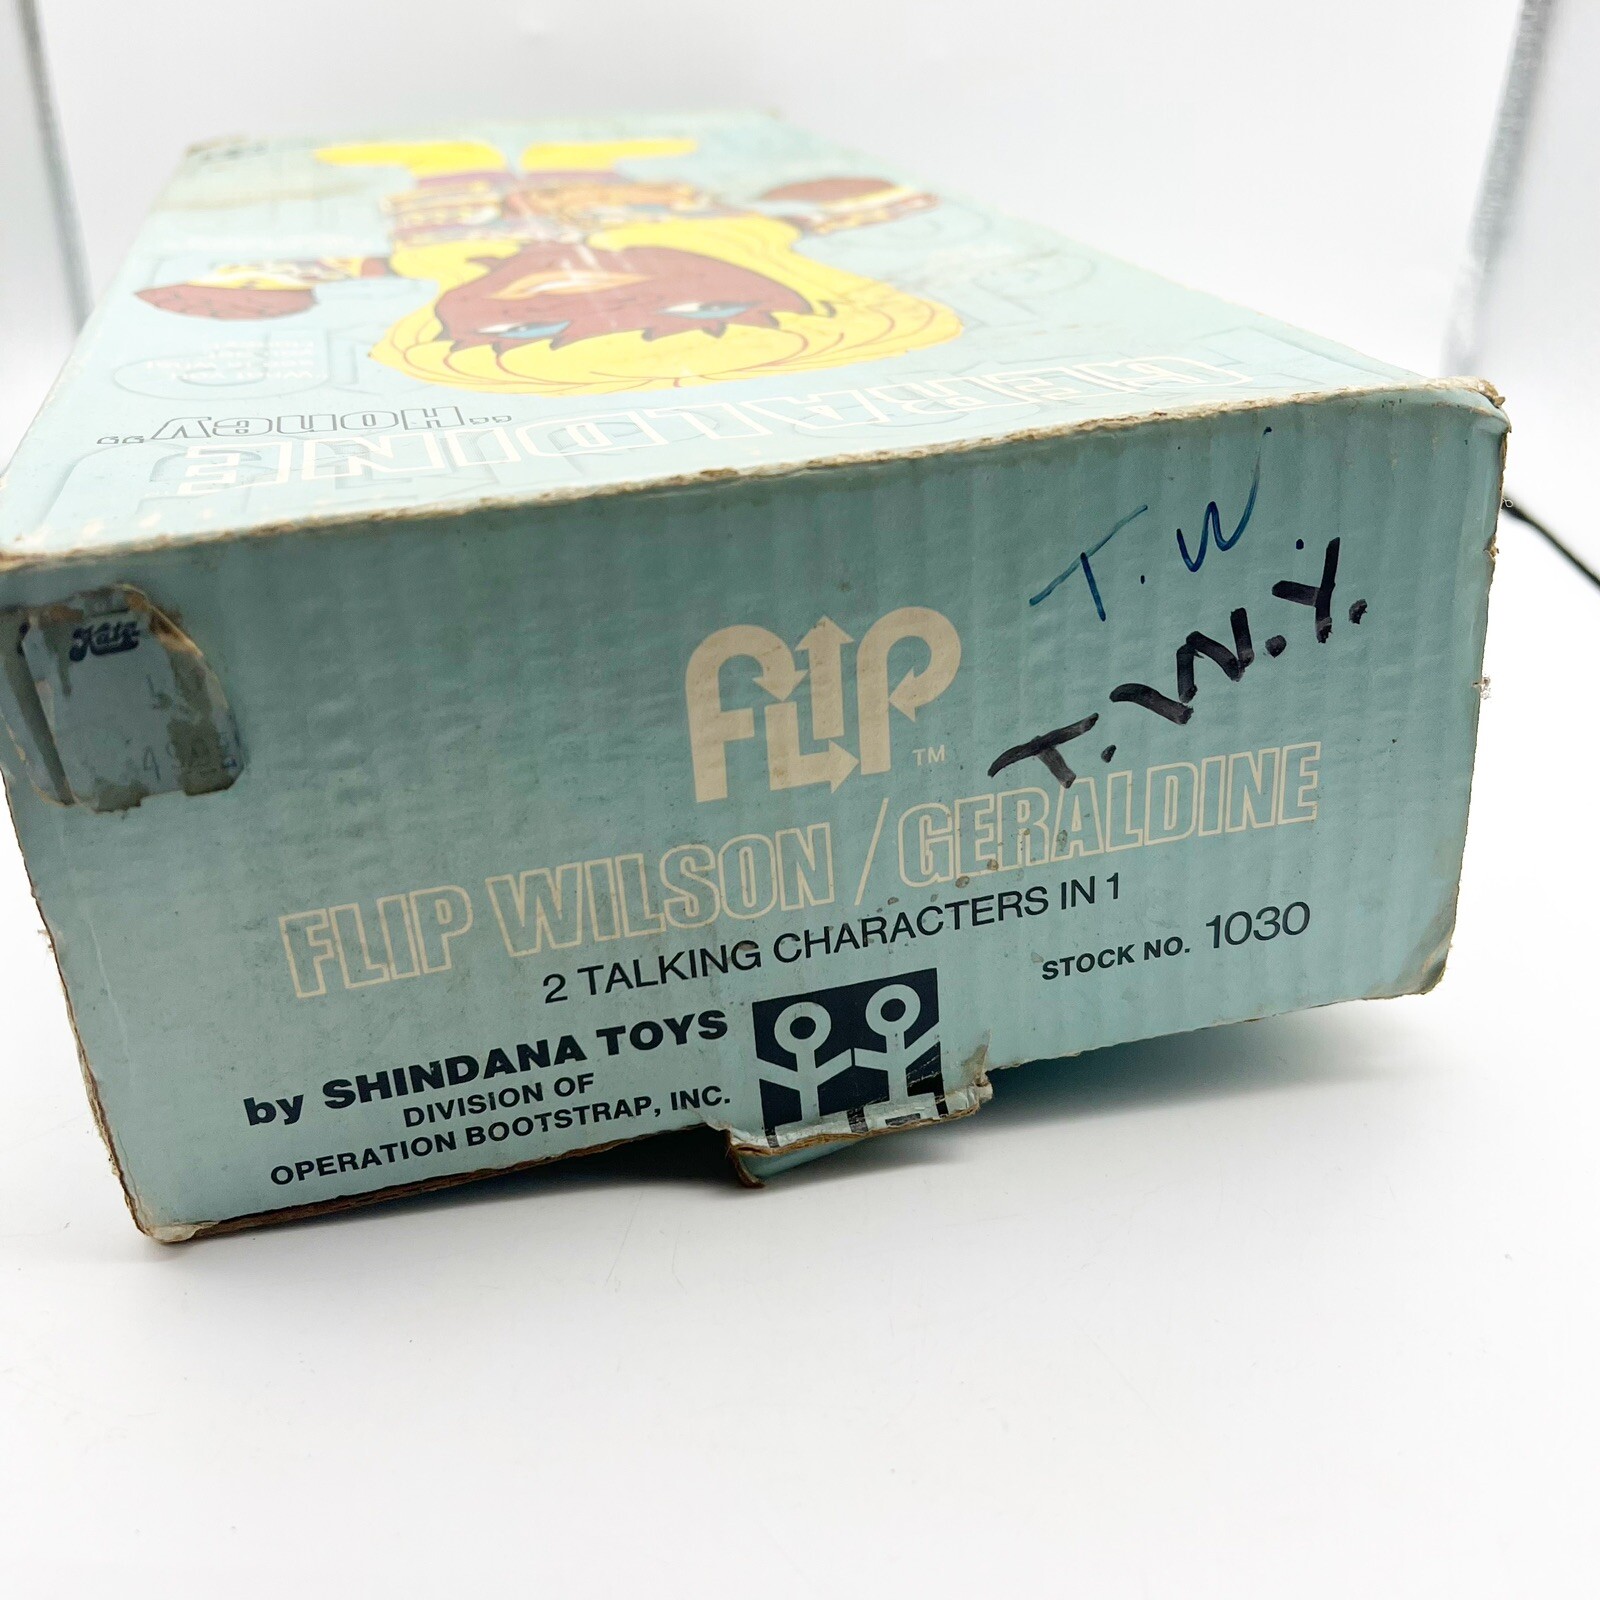 GERALDINE
"Honey"
T.W
T.W.Y.
FLIP™
FLIP WILSON / GERALDINE
2 TALKING CHARACTERS IN 1
STOCK NO. 1030
by SHINDANA TOYS
DIVISION OF
OPERATION BOOTSTRAP, INC.